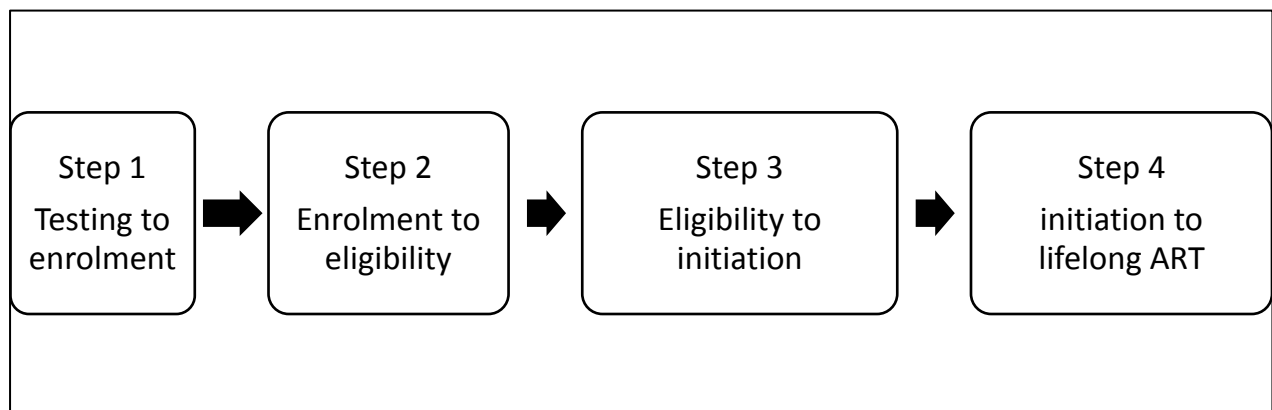 Step 1
Testing to
enrolment
Step 2
Enrolment to
eligibility
Step 3
Eligibility to
initiation
Step 4
initiation to
lifelong ART